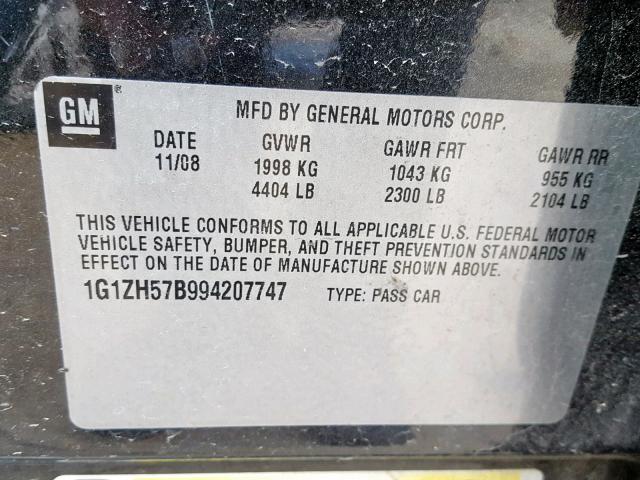 GM®
MFD BY GENERAL MOTORS CORP.
DATE GVWR GAWR FRT GAWR RR
11/08 1998 KG 1043 KG 955 KG
4404 LB 2300 LB 2104 LB
THIS VEHICLE CONFORMS TO ALL APPLICABLE U.S. FEDERAL MOTOR
VEHICLE SAFETY, BUMPER, AND THEFT PREVENTION STANDARDS IN
EFFECT ON THE DATE OF MANUFACTURE SHOWN ABOVE.
1G1ZH57B994207747 TYPE: PASS CAR